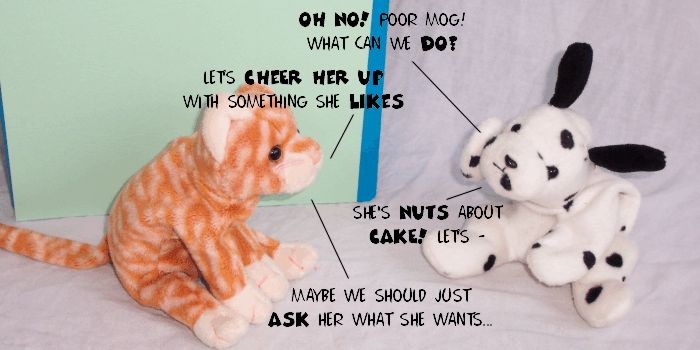 OH NO! POOR MOG!
WHAT CAN WE DO?
LET'S CHEER HER UP
WITH SOMETHING SHE LIKES
SHE'S NUTS ABOUT
CAKE! LET'S -
MAYBE WE SHOULD JUST
ASK HER WHAT SHE WANTS...